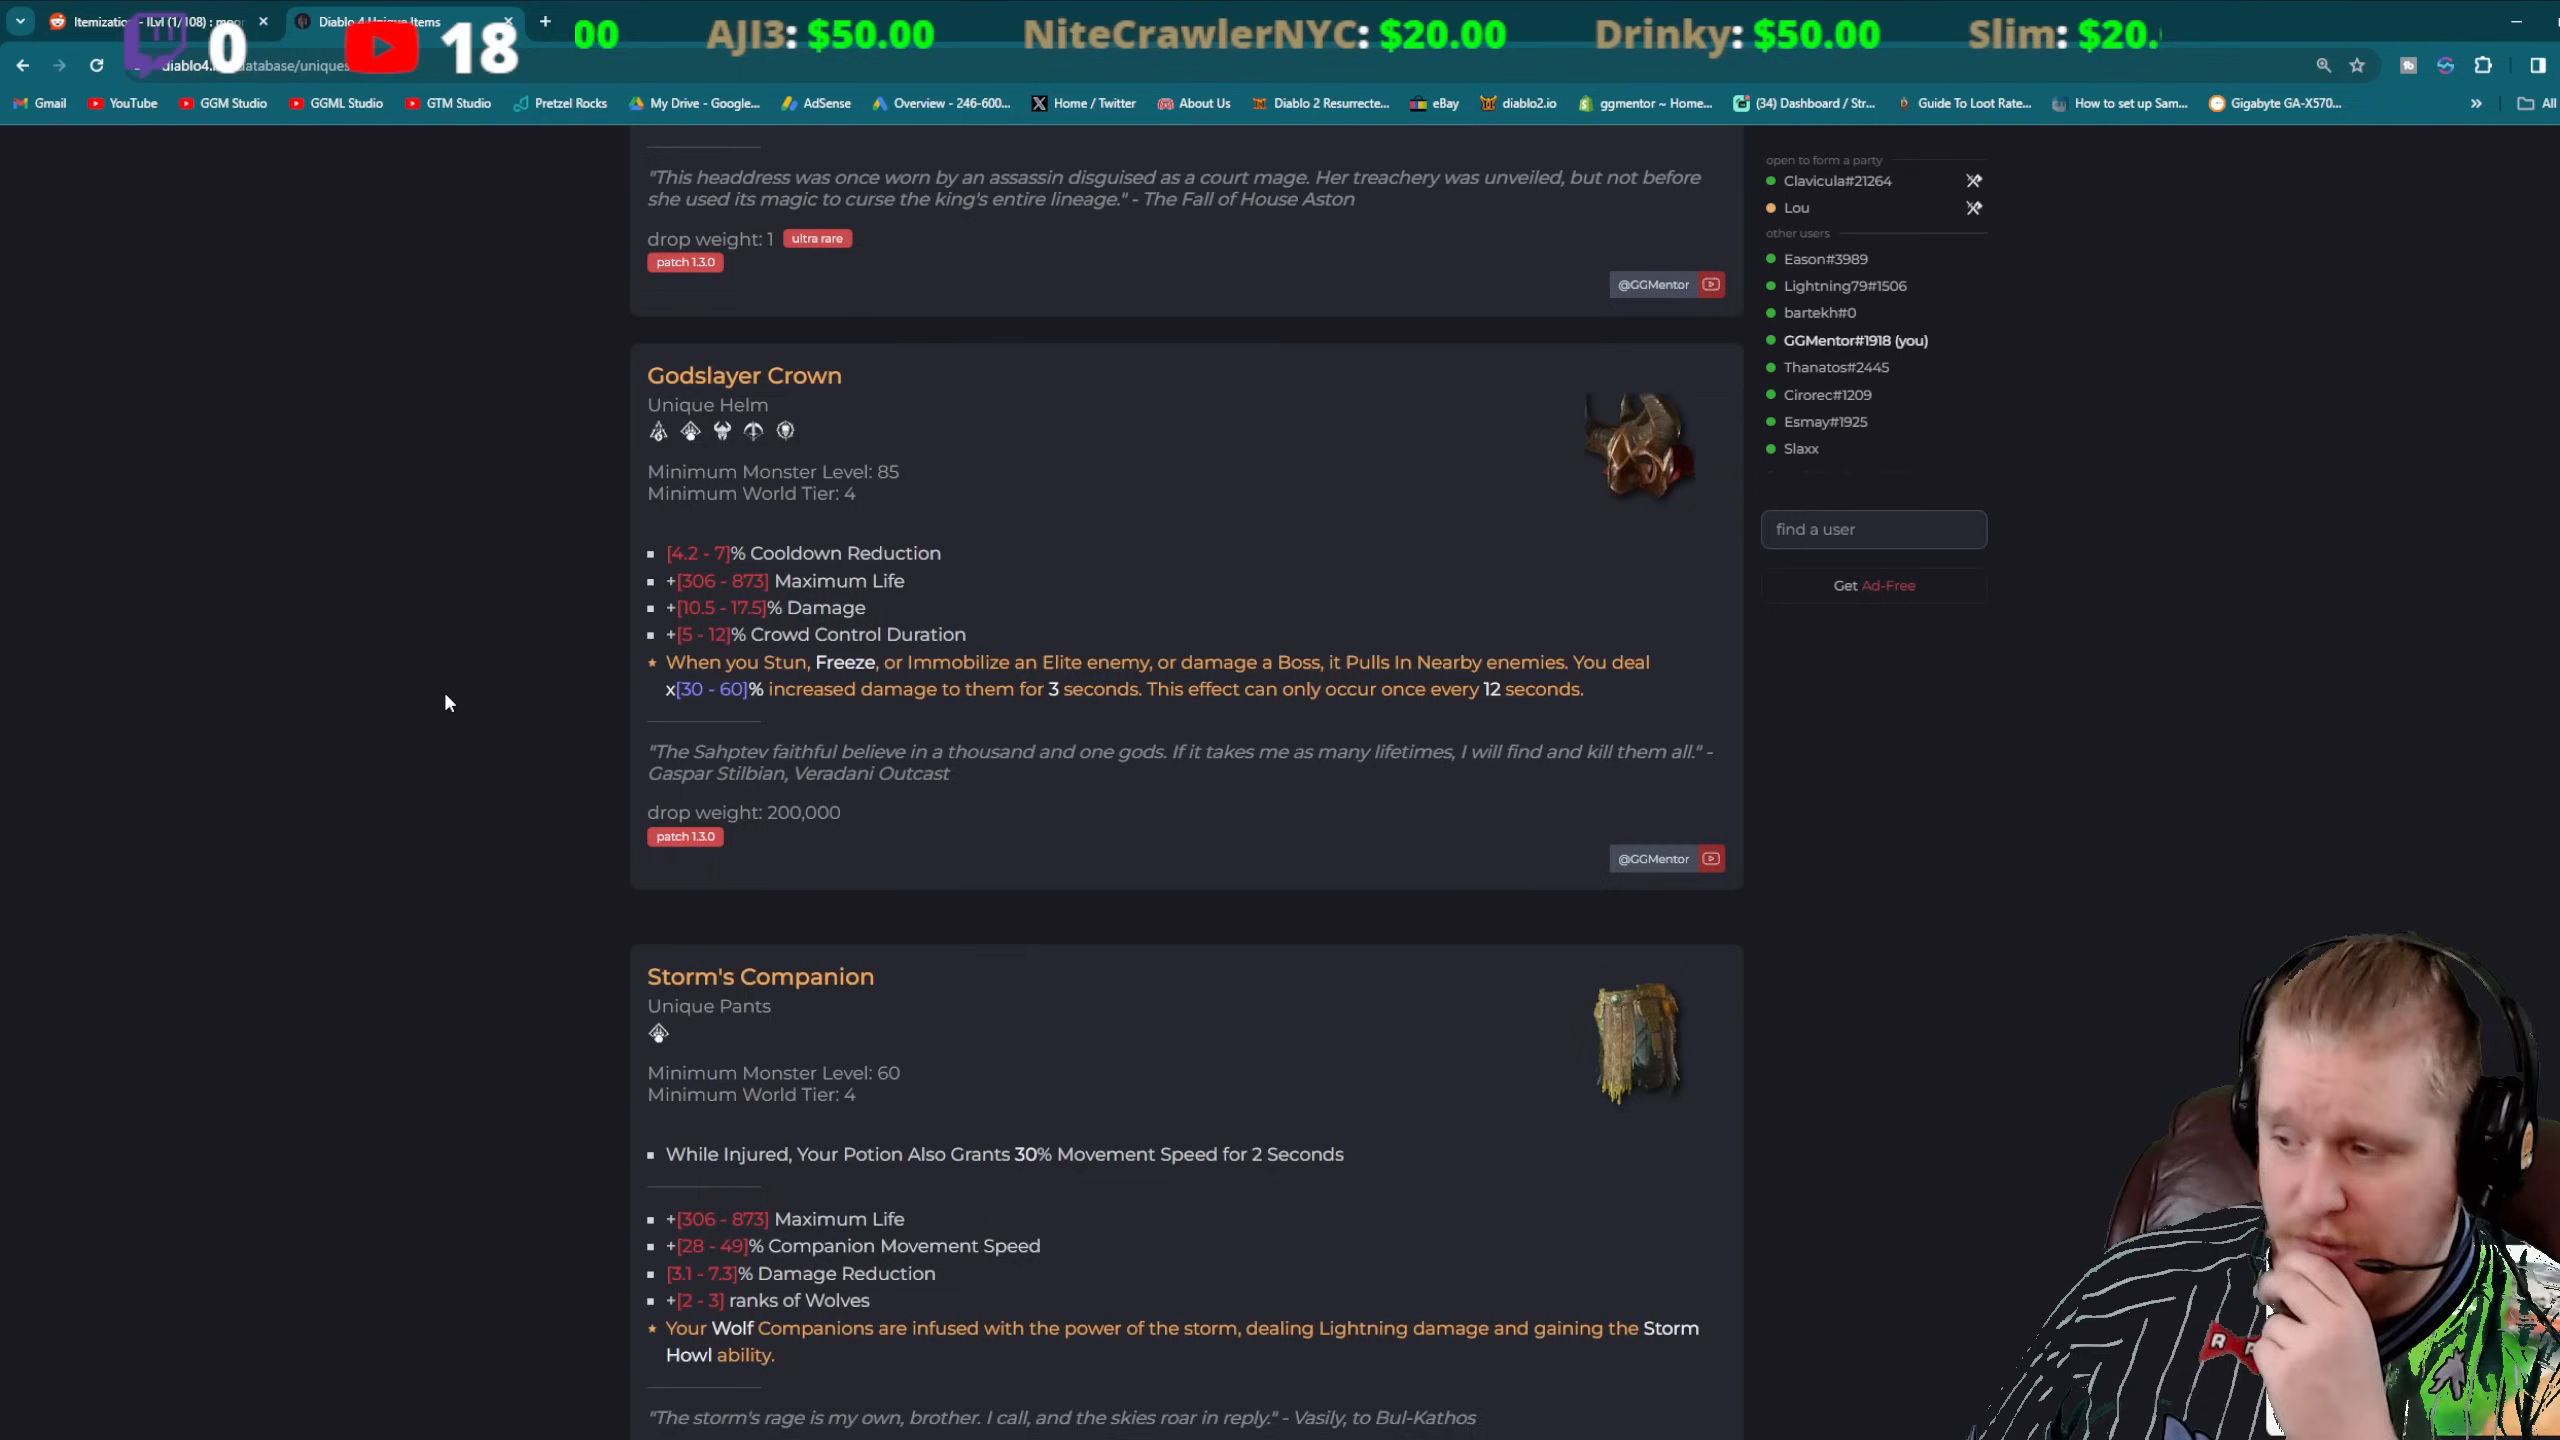 Itemization - ilvl (1/108) : 
Diablo 4 Unique Items
0
18
00 AJI3: $50.00 NiteCrawlerNYC: $20.00 Drinky: $50.00 Slim: $20.
database/uniques
Gmail YouTube GGM Studio GGML Studio GTM Studio Pretzel Rocks My Drive - Google... AdSense Overview - 246-600... Home / Twitter About Us Diablo 2 Resurrecte... eBay diablo2.io ggmentor ~ Home... (34) Dashboard / Str... Guide To Loot Rate... How to set up Sam... Gigabyte GA-X570... » All
"This headdress was once worn by an assassin disguised as a court mage. Her treachery was unveiled, but not before
she used its magic to curse the king's entire lineage." - The Fall of House Aston
drop weight: 1 ultra rare
patch 1.3.0
@GGMentor
Godslayer Crown
Unique Helm
Minimum Monster Level: 85
Minimum World Tier: 4
[4.2 - 7]% Cooldown Reduction
+[306 - 873] Maximum Life
+[10.5 - 17.5]% Damage
+[5 - 12]% Crowd Control Duration
When you Stun, Freeze, or Immobilize an Elite enemy, or damage a Boss, it Pulls In Nearby enemies. You deal
x[30 - 60]% increased damage to them for 3 seconds. This effect can only occur once every 12 seconds.
"The Sahptev faithful believe in a thousand and one gods. If it takes me as many lifetimes, I will find and kill them all." -
Gaspar Stilbian, Veradani Outcast
drop weight: 200,000
patch 1.3.0
@GGMentor
Storm's Companion
Unique Pants
Minimum Monster Level: 60
Minimum World Tier: 4
While Injured, Your Potion Also Grants 30% Movement Speed for 2 Seconds
+[306 - 873] Maximum Life
+[28 - 49]% Companion Movement Speed
[3.1 - 7.3]% Damage Reduction
+[2 - 3] ranks of Wolves
Your Wolf Companions are infused with the power of the storm, dealing Lightning damage and gaining the Storm
Howl ability.
"The storm's rage is my own, brother. I call, and the skies roar in reply." - Vasily, to Bul-Kathos
open to form a party
Clavicula#21264
Lou
other users
Eason#3989
Lightning79#1506
bartekh#0
GGMentor#1918 (you)
Thanatos#2445
Cirorec#1209
Esmay#1925
Slaxx
find a user
Get Ad-Free